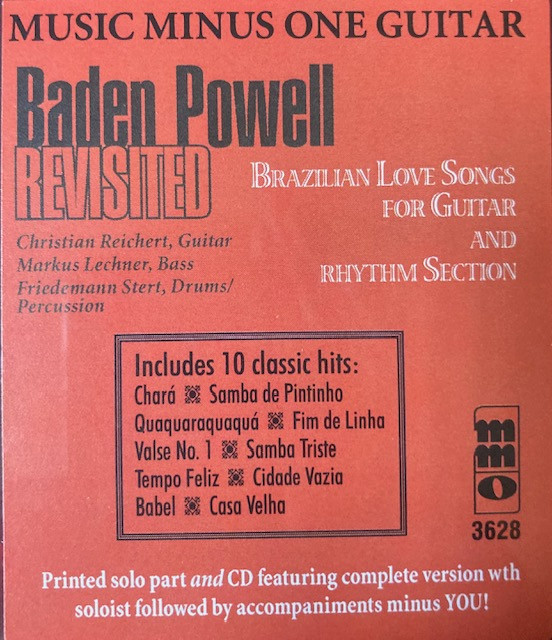 MUSIC MINUS ONE GUITAR
Baden Powell
REVISITED
BRAZILIAN LOVE SONGS
FOR GUITAR
AND
RHYTHM SECTION
Christian Reichert, Guitar
Markus Lechner, Bass
Friedemann Stert, Drums/
Percussion
Includes 10 classic hits:
Chará ※ Samba de Pintinho
Quaquaraquaquá ※ Fim de Linha
Valse No. 1 ※ Samba Triste
Tempo Feliz ※ Cidade Vazia
Babel ※ Casa Velha
mmo
3628
Printed solo part and CD featuring complete version wth
soloist followed by accompaniments minus YOU!